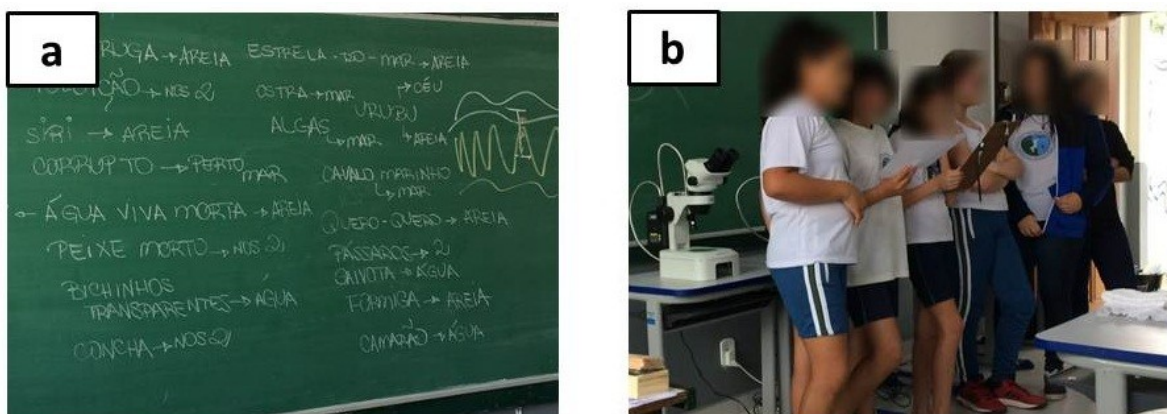 a
RUGA → AREIA
POLUIÇÃO → NOS 2
SIRI → AREIA
CORRUPTO → PERTO MAR
← ÁGUA VIVA MORTA → AREIA
PEIXE MORTO → NOS 2
BICHINHOS
TRANSPARENTES → ÁGUA
CONCHA → NOS 2
ESTRELA-DO-MAR → AREIA
OSTRA → MAR
→ CÉU
URUBU
↳ AREIA
ALGAS
↳ MAR
CAVALO MARINHO
↳ MAR
QUERO-QUERO → AREIA
PÁSSAROS → 2
GAIVOTA → ÁGUA
FORMIGA → AREIA
CAMARÃO → ÁGUA
b